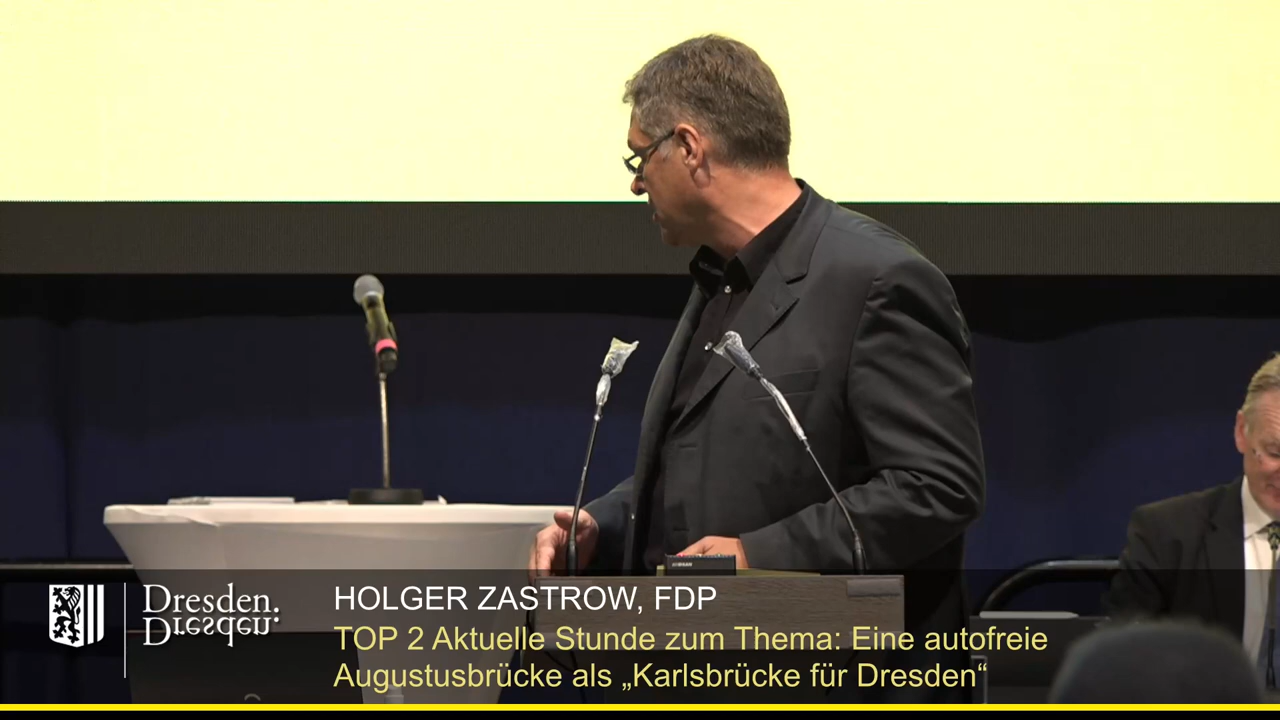 Dresden.
Dresden.
HOLGER ZASTROW, FDP
TOP 2 Aktuelle Stunde zum Thema: Eine autofreie
Augustusbrücke als „Karlsbrücke für Dresden“